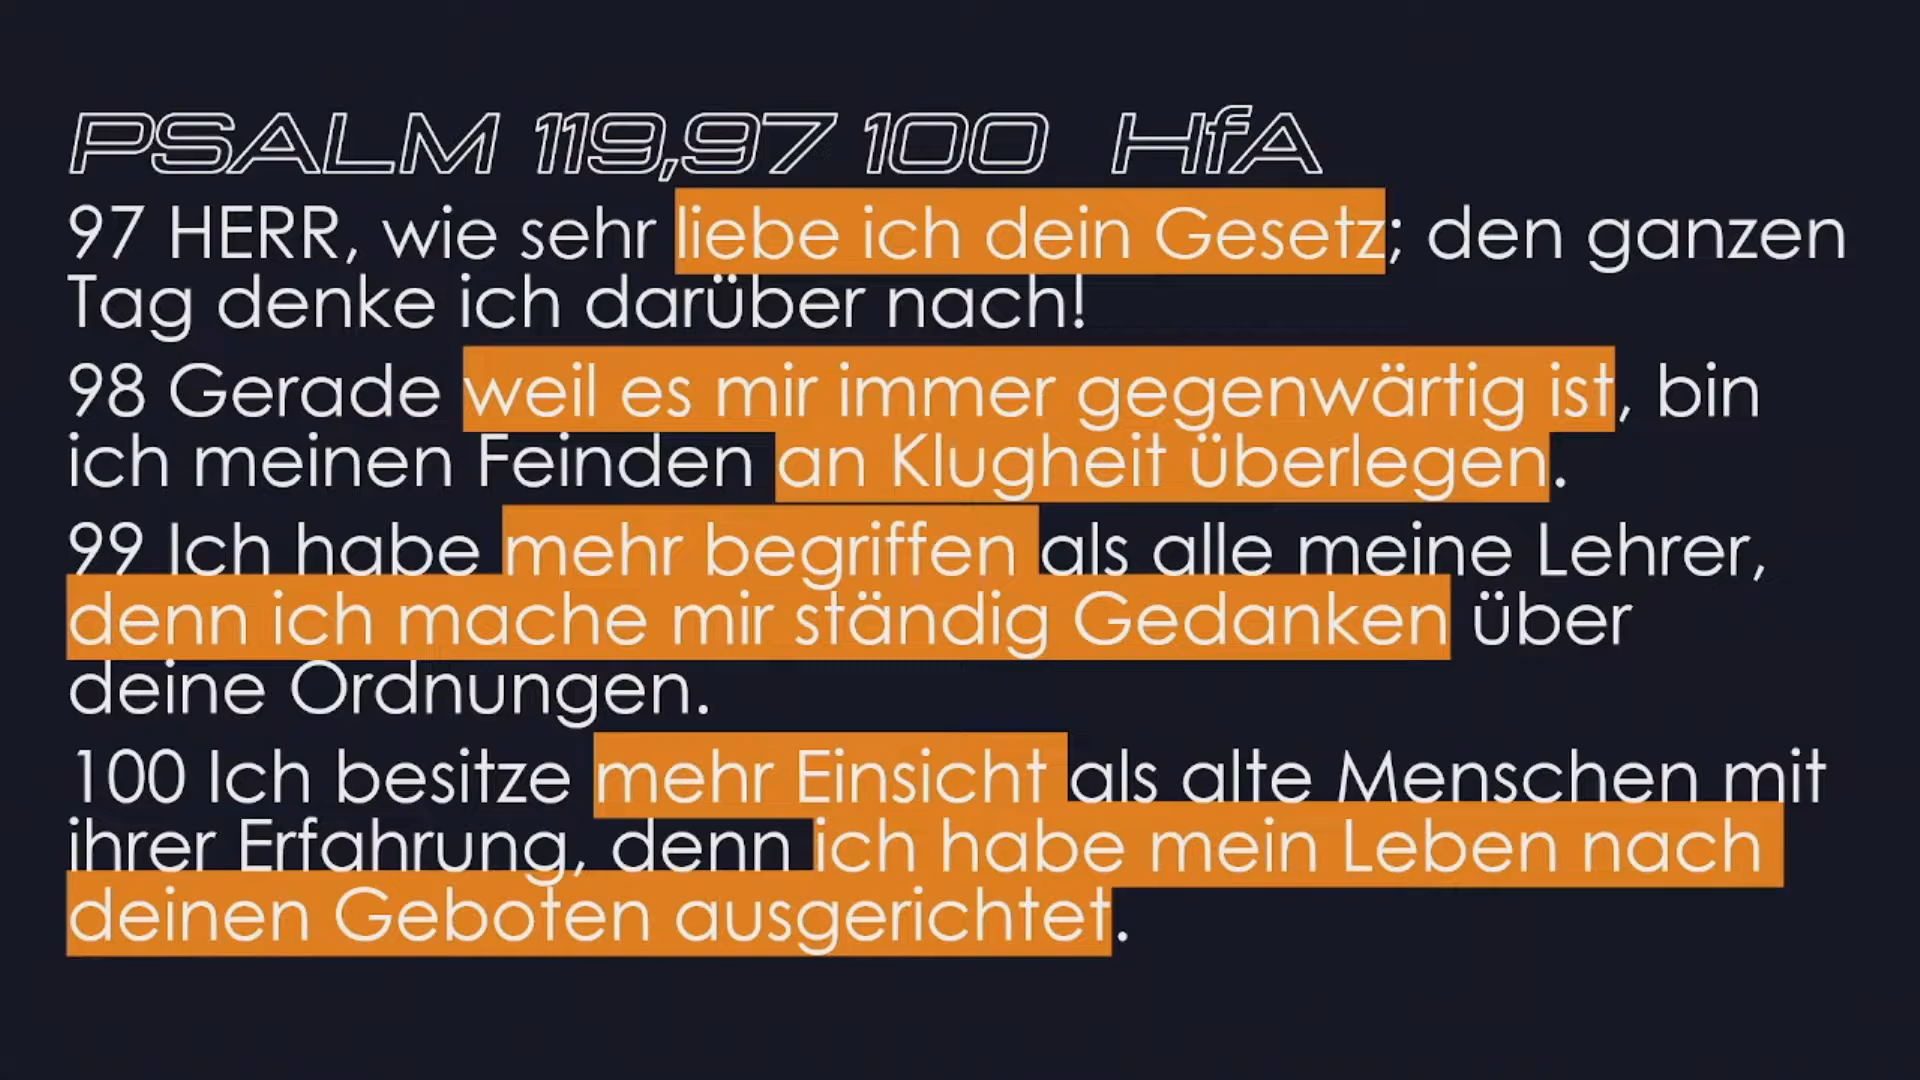 PSALM 119,97 100 HfA
97 HERR, wie sehr liebe ich dein Gesetz; den ganzen
Tag denke ich darüber nach!
98 Gerade weil es mir immer gegenwärtig ist, bin
ich meinen Feinden an Klugheit überlegen.
99 Ich habe mehr begriffen als alle meine Lehrer,
denn ich mache mir ständig Gedanken über
deine Ordnungen.
100 Ich besitze mehr Einsicht als alte Menschen mit
ihrer Erfahrung, denn ich habe mein Leben nach
deinen Geboten ausgerichtet.